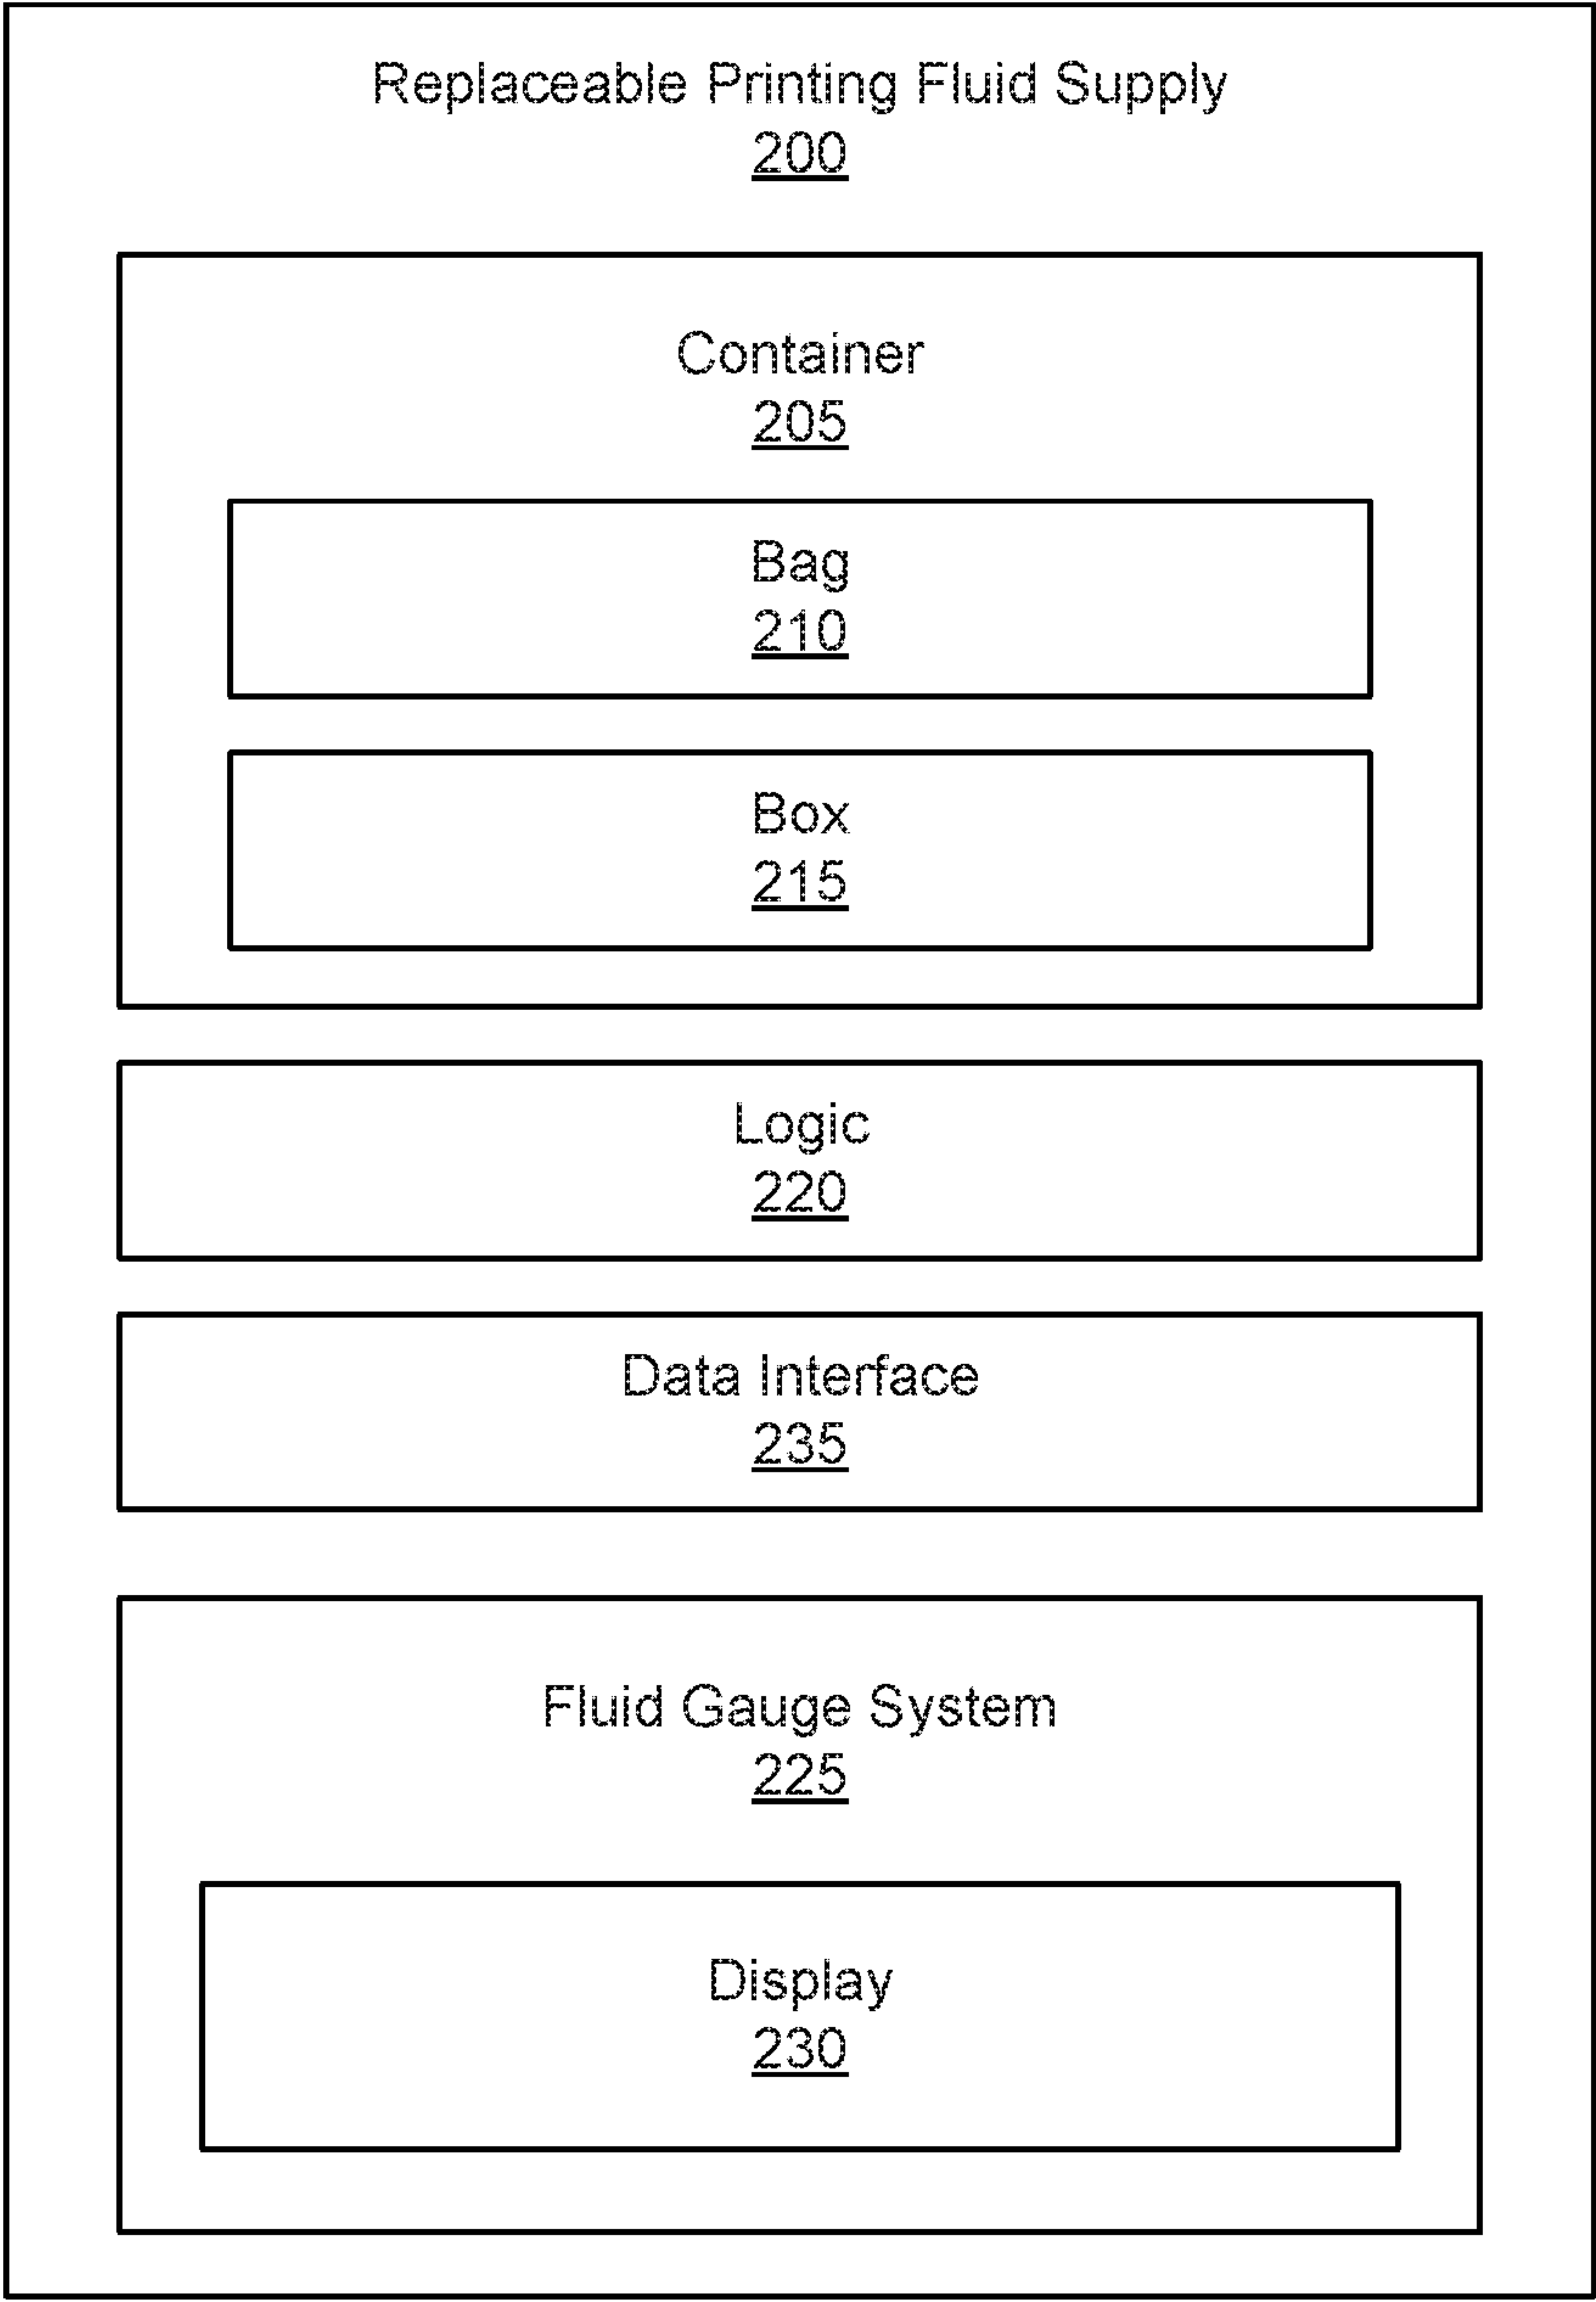 Replaceable Printing Fluid Supply
200
Container
205
Bag
210
Box
215
Logic
220
Data Interface
235
Fluid Gauge System
225
Display
230